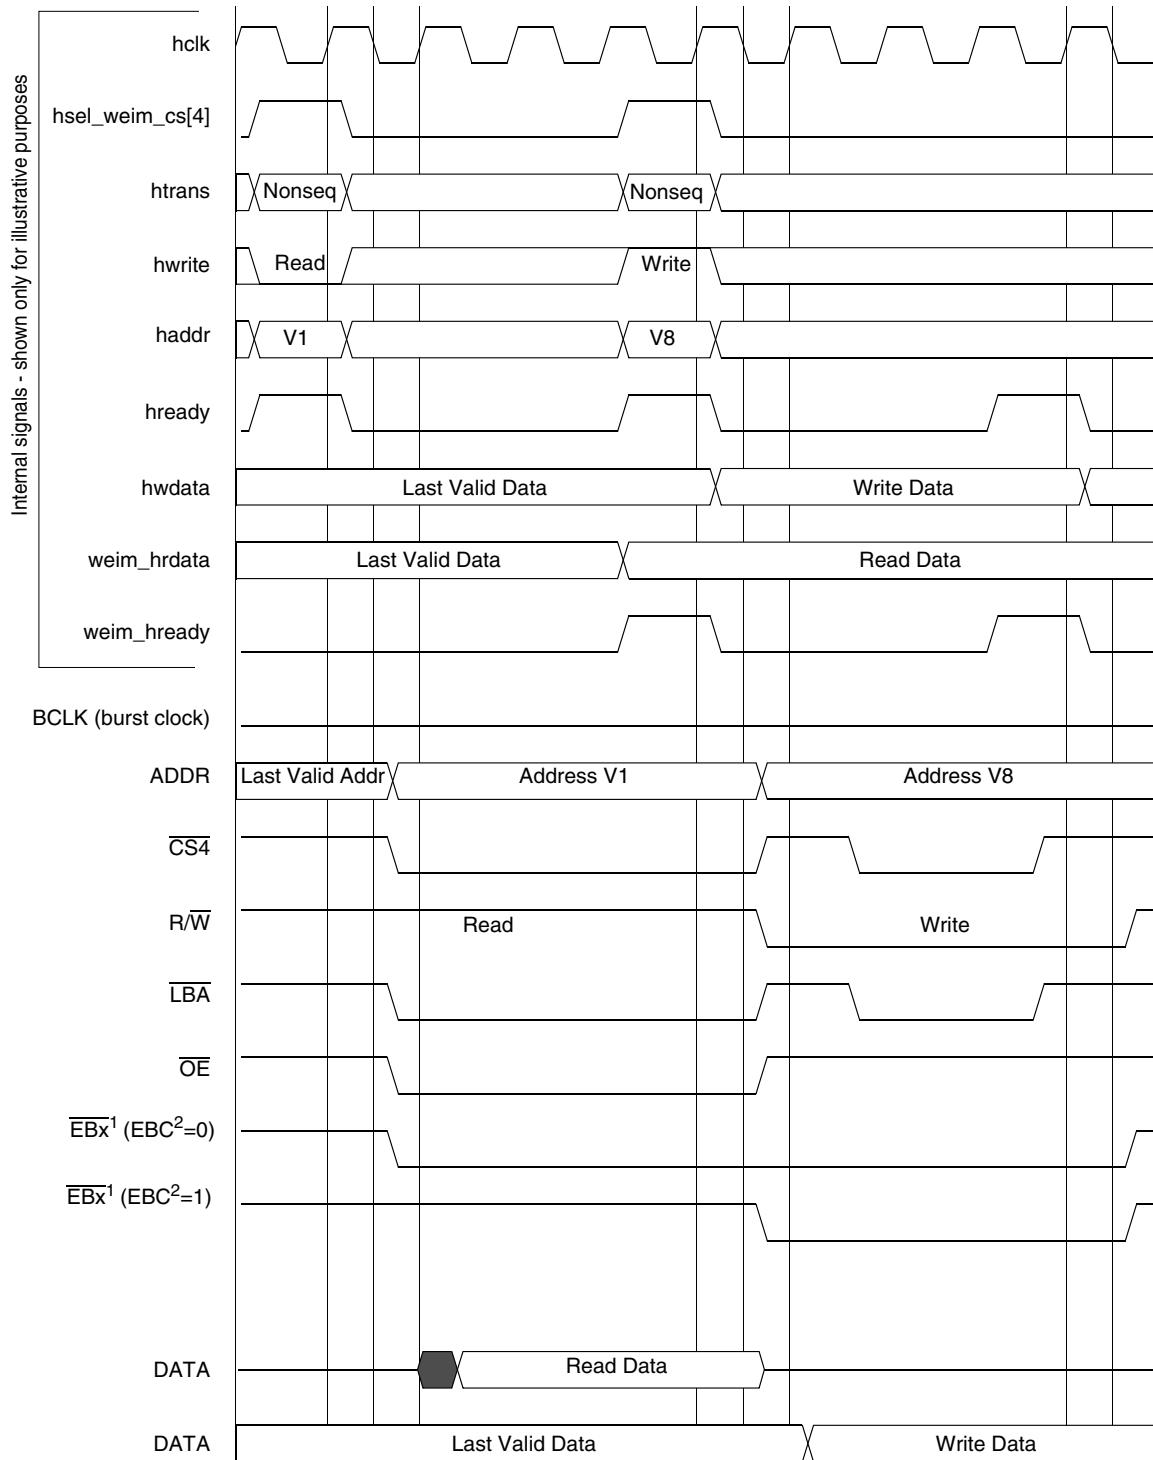 Internal signals - shown only for illustrative purposes
hclk
hsel_weim_cs[4]
htrans Nonseq Nonseq
hwrite Read Write
haddr V1 V8
hready
hwdata Last Valid Data Write Data
weim_hrdata Last Valid Data Read Data
weim_hready
BCLK (burst clock)
ADDR Last Valid Addr Address V1 Address V8
CS4
R/W Read Write
LBA
OE
EBx1 (EBC2=0)
EBx1 (EBC2=1)
DATA Read Data
DATA Last Valid Data Write Data